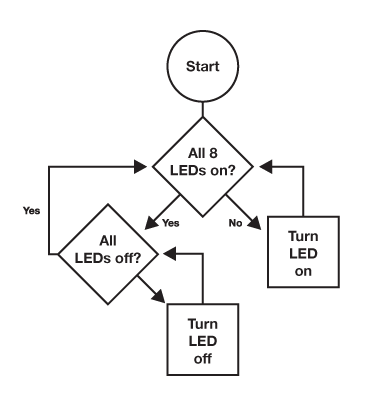 Start
All 8
LEDs on?
Yes
Yes
No
Turn
LED
on
All
LEDs off?
Turn
LED
off